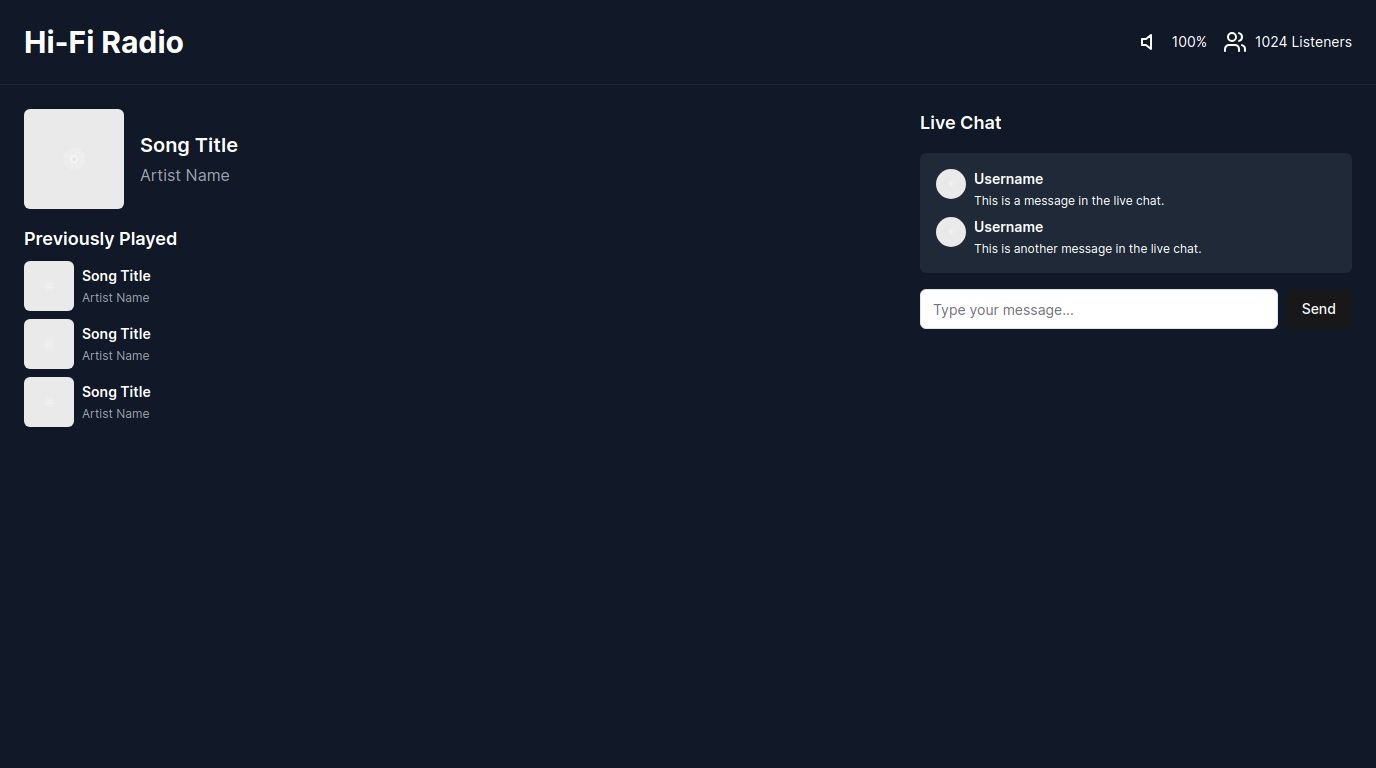 Hi-Fi Radio
100%
1024 Listeners
Song Title
Artist Name
Previously Played
Song Title
Artist Name
Song Title
Artist Name
Song Title
Artist Name
Live Chat
Username
This is a message in the live chat.
Username
This is another message in the live chat.
Type your message...
Send